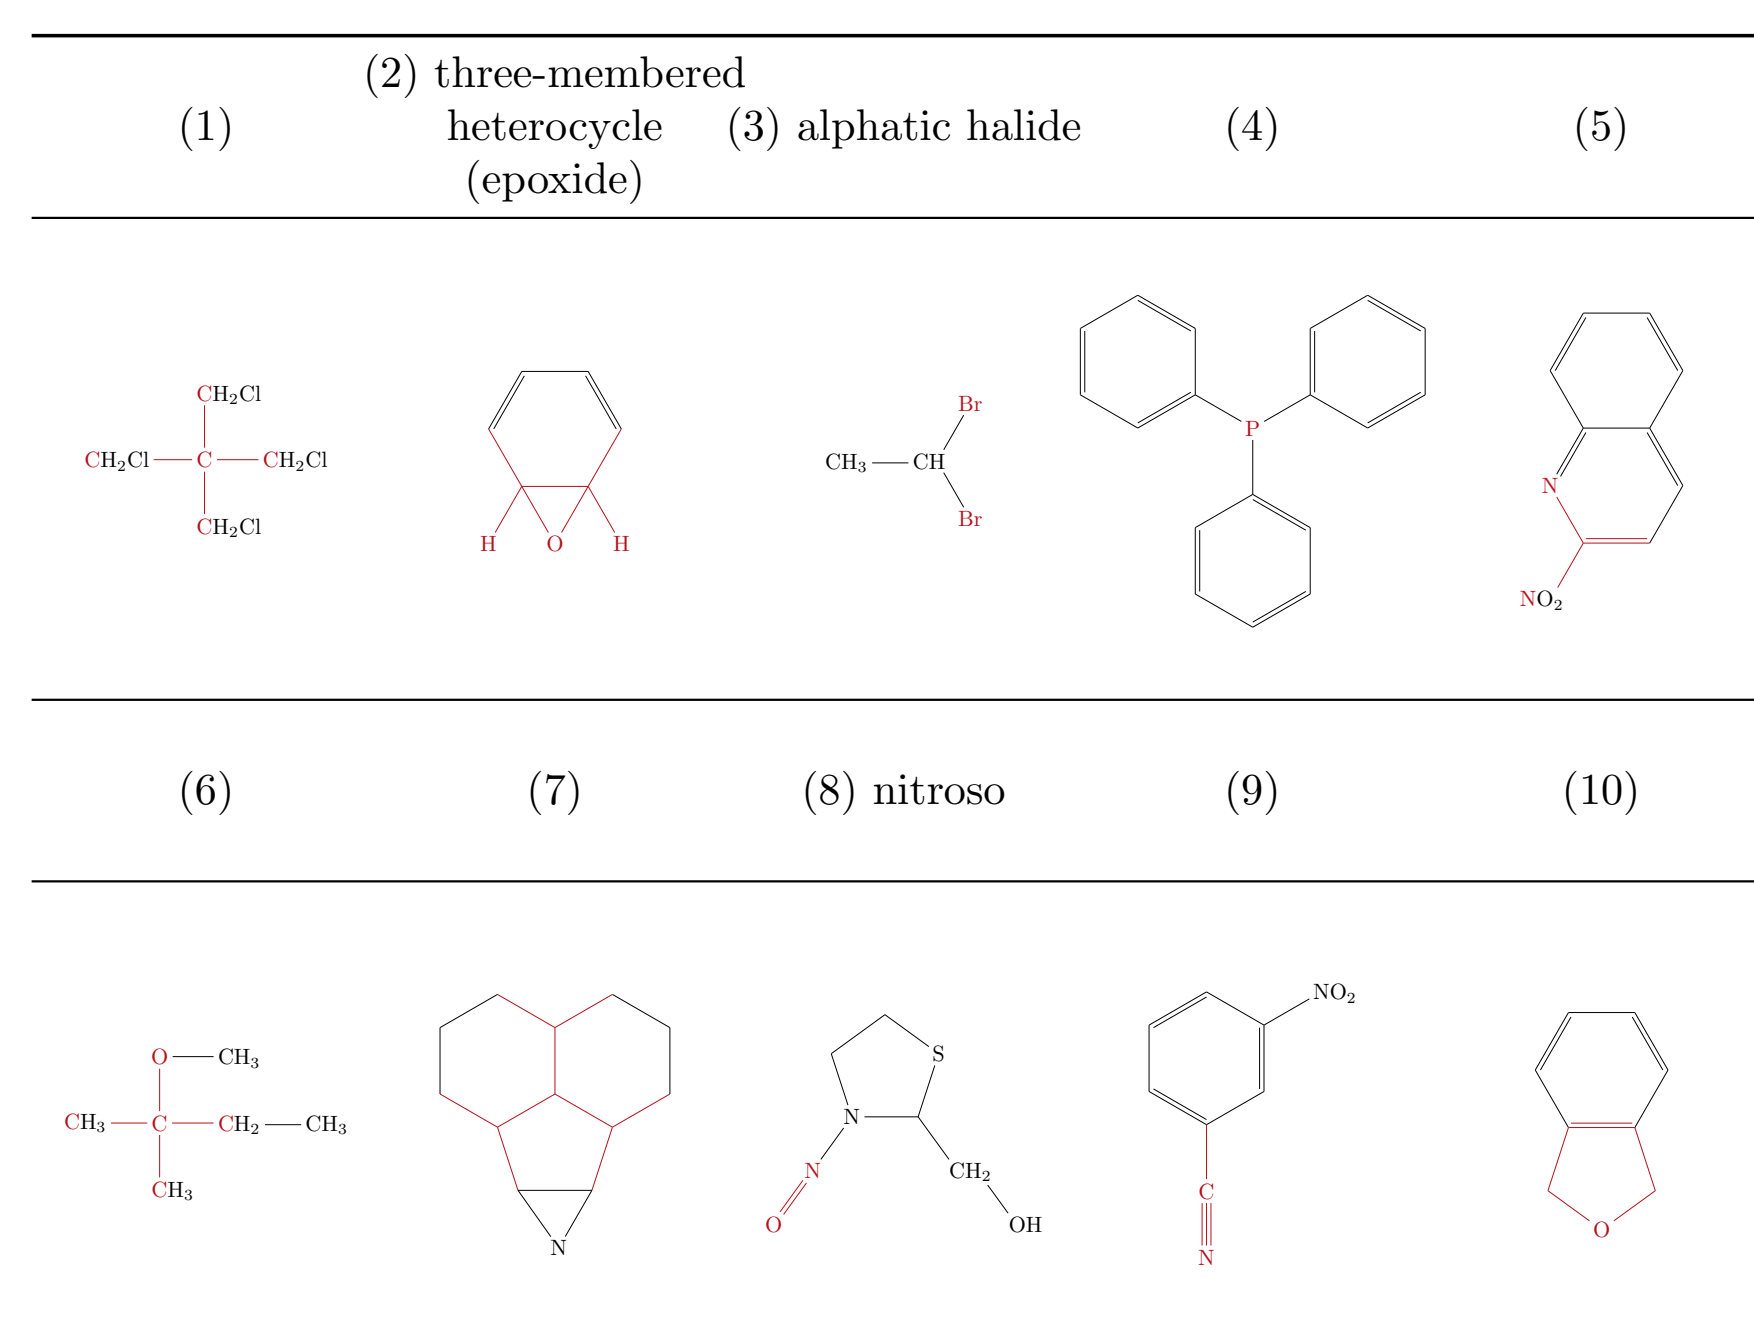 (1)
(2) three-membered
heterocycle
(epoxide)
(3) alphatic halide
(4)
(5)
CH₂Cl
CH₂Cl C CH₂Cl
CH₂Cl
H O H
Br
CH₃ CH
Br
P
N
NO₂
(6)
(7)
(8) nitroso
(9)
(10)
O CH₃
CH₃ C CH₂ CH₃
CH₃
N
S
N
N
CH₂
O
OH
NO₂
C
N
O